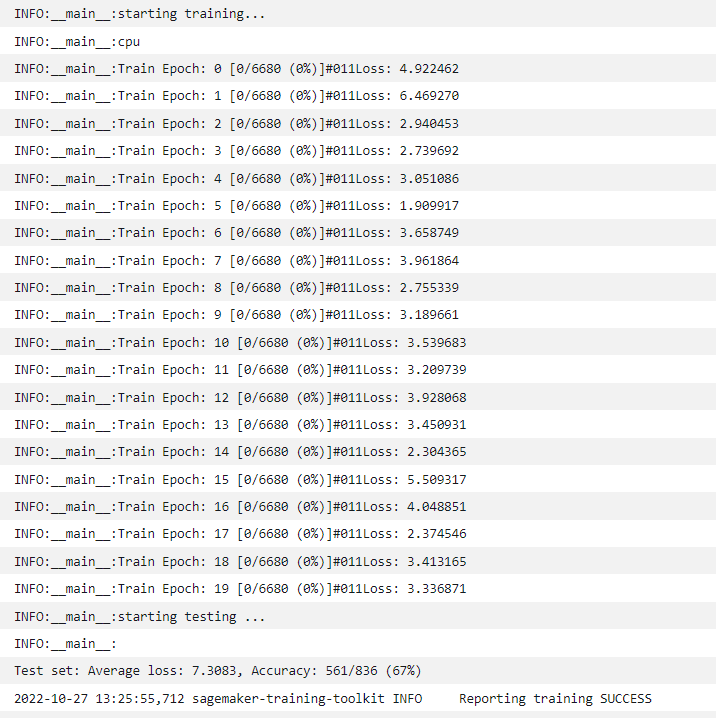 INFO:__main__:starting training...
INFO:__main__:cpu
INFO:__main__:Train Epoch: 0 [0/6680 (0%)]#011Loss: 4.922462
INFO:__main__:Train Epoch: 1 [0/6680 (0%)]#011Loss: 6.469270
INFO:__main__:Train Epoch: 2 [0/6680 (0%)]#011Loss: 2.940453
INFO:__main__:Train Epoch: 3 [0/6680 (0%)]#011Loss: 2.739692
INFO:__main__:Train Epoch: 4 [0/6680 (0%)]#011Loss: 3.051086
INFO:__main__:Train Epoch: 5 [0/6680 (0%)]#011Loss: 1.909917
INFO:__main__:Train Epoch: 6 [0/6680 (0%)]#011Loss: 3.658749
INFO:__main__:Train Epoch: 7 [0/6680 (0%)]#011Loss: 3.961864
INFO:__main__:Train Epoch: 8 [0/6680 (0%)]#011Loss: 2.755339
INFO:__main__:Train Epoch: 9 [0/6680 (0%)]#011Loss: 3.189661
INFO:__main__:Train Epoch: 10 [0/6680 (0%)]#011Loss: 3.539683
INFO:__main__:Train Epoch: 11 [0/6680 (0%)]#011Loss: 3.209739
INFO:__main__:Train Epoch: 12 [0/6680 (0%)]#011Loss: 3.928068
INFO:__main__:Train Epoch: 13 [0/6680 (0%)]#011Loss: 3.450931
INFO:__main__:Train Epoch: 14 [0/6680 (0%)]#011Loss: 2.304365
INFO:__main__:Train Epoch: 15 [0/6680 (0%)]#011Loss: 5.509317
INFO:__main__:Train Epoch: 16 [0/6680 (0%)]#011Loss: 4.048851
INFO:__main__:Train Epoch: 17 [0/6680 (0%)]#011Loss: 2.374546
INFO:__main__:Train Epoch: 18 [0/6680 (0%)]#011Loss: 3.413165
INFO:__main__:Train Epoch: 19 [0/6680 (0%)]#011Loss: 3.336871
INFO:__main__:starting testing ...
INFO:__main__:
Test set: Average loss: 7.3083, Accuracy: 561/836 (67%)
2022-10-27 13:25:55,712 sagemaker-training-toolkit INFO     Reporting training SUCCESS